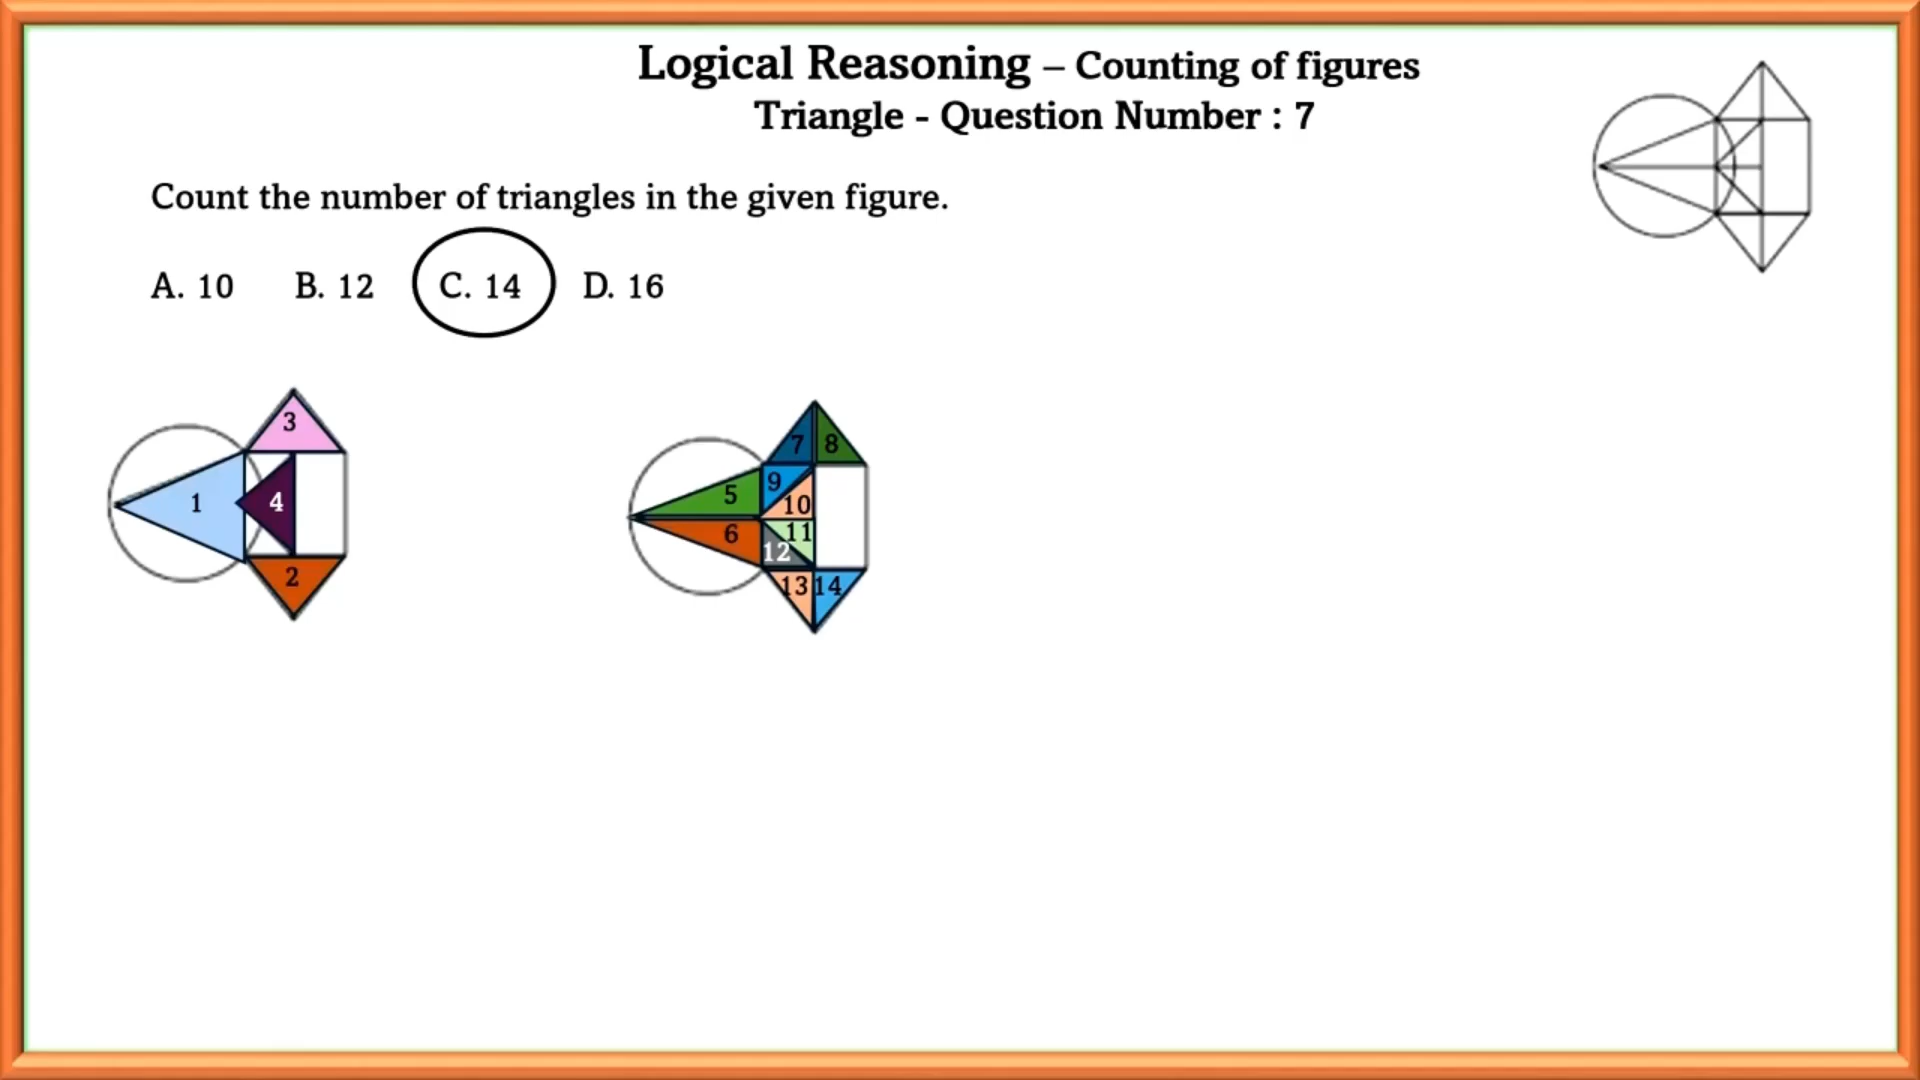 Logical Reasoning – Counting of figures
Triangle - Question Number : 7
Count the number of triangles in the given figure.
A. 10 B. 12 C. 14 D. 16
3
1 4
2
7 8
9
5 10
6 11
12
13 14